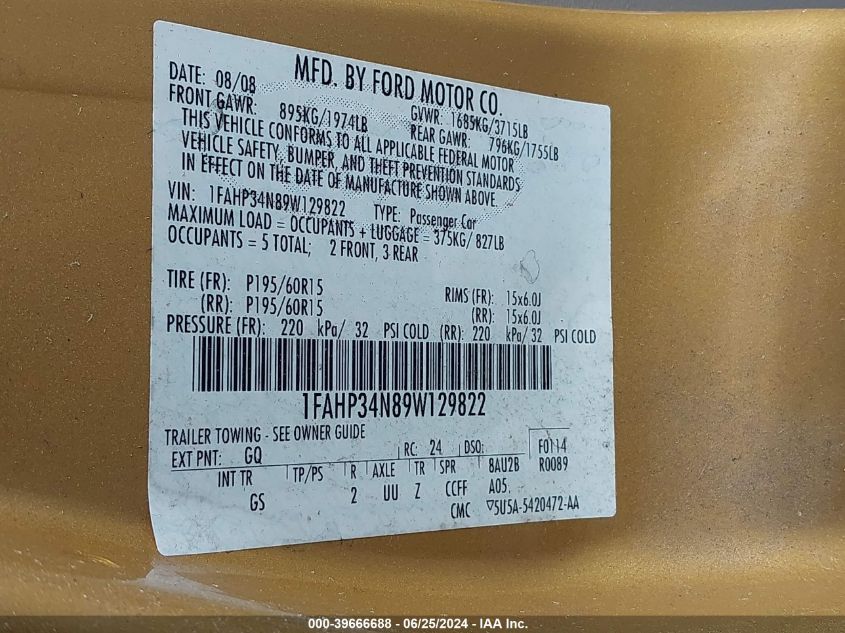 MFD. BY FORD MOTOR CO.
DATE: 08/08 GVWR: 1685KG/3715LB
FRONT GAWR: 895KG/1974LB REAR GAWR: 796KG/1755LB
THIS VEHICLE CONFORMS TO ALL APPLICABLE FEDERAL MOTOR
VEHICLE SAFETY, BUMPER, AND THEFT PREVENTION STANDARDS
IN EFFECT ON THE DATE OF MANUFACTURE SHOWN ABOVE.
VIN: 1FAHP34N89W129822 TYPE: Passenger Car
MAXIMUM LOAD = OCCUPANTS + LUGGAGE = 375KG/ 827LB
OCCUPANTS = 5 TOTAL; 2 FRONT, 3 REAR
TIRE (FR): P195/60R15 RIMS (FR): 15x6.0J
(RR): P195/60R15 (RR): 15x6.0J
PRESSURE (FR): 220 kPa/ 32 PSI COLD (RR): 220 kPa/ 32 PSI COLD
1FAHP34N89W129822
TRAILER TOWING - SEE OWNER GUIDE
EXT PNT: GQ RC: 24 DSO: F0114
R0089
INT TR TP/PS R AXLE TR SPR 8AU2B
GS 2 UU Z CCFF A05
CMC ▽5U5A-5420472-AA
000-39666688 - 06/25/2024 - IAA Inc.